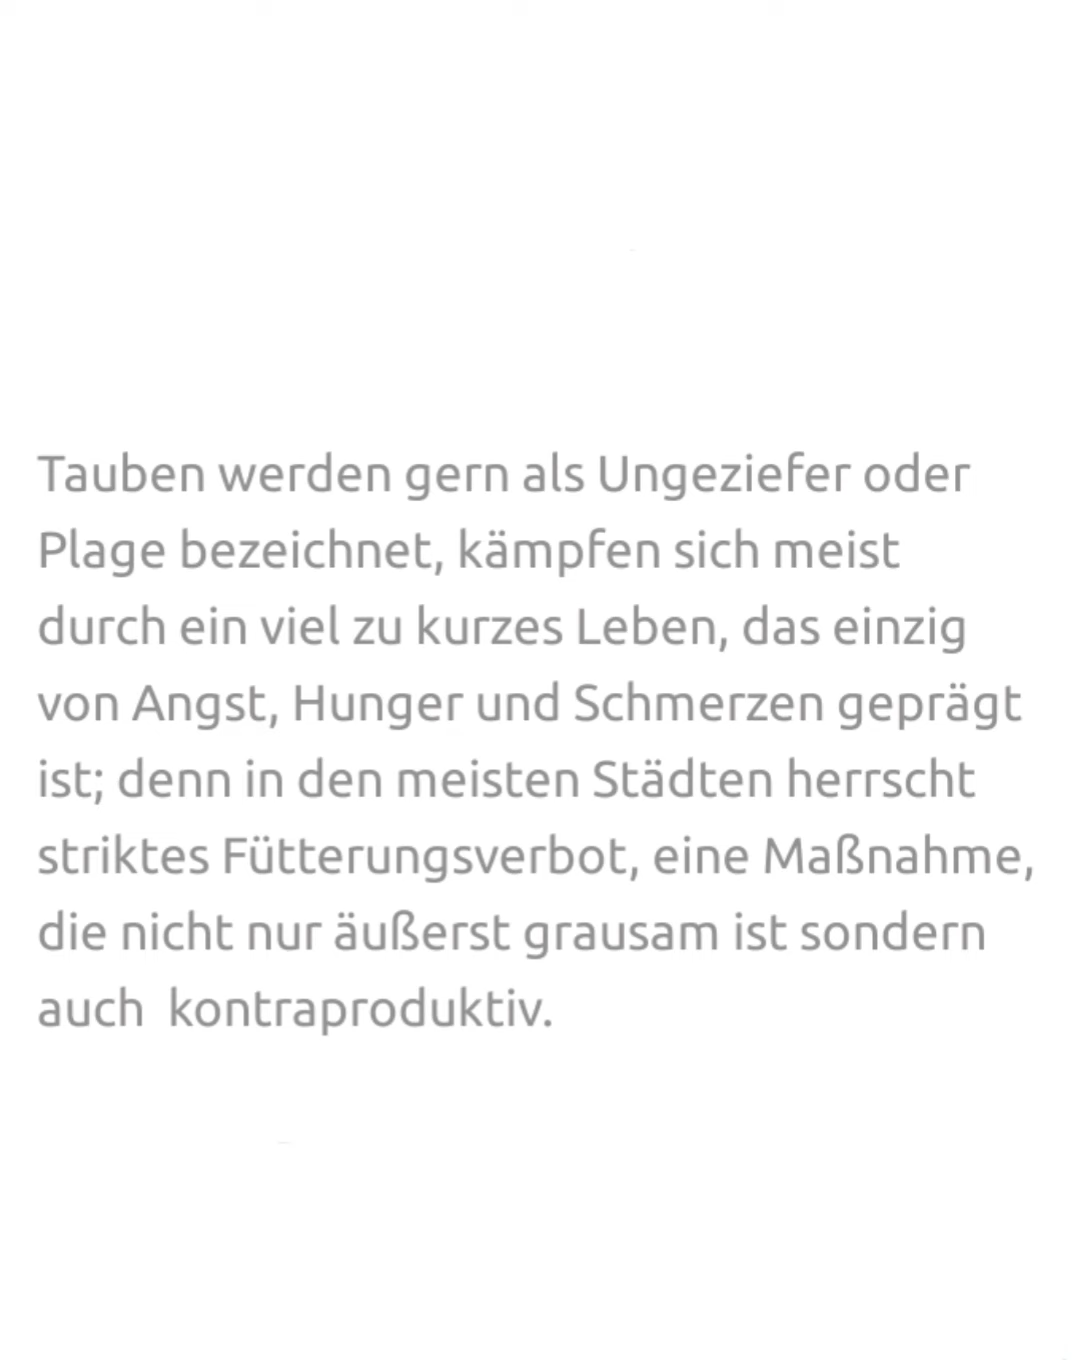 Tauben werden gern als Ungeziefer oder
Plage bezeichnet, kämpfen sich meist
durch ein viel zu kurzes Leben, das einzig
von Angst, Hunger und Schmerzen geprägt
ist; denn in den meisten Städten herrscht
striktes Fütterungsverbot, eine Maßnahme,
die nicht nur äußerst grausam ist sondern
auch  kontraproduktiv.